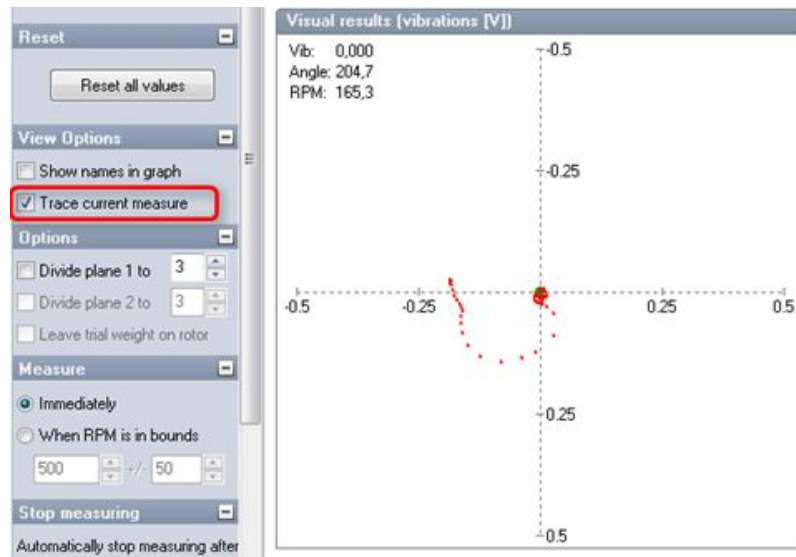 Reset
Reset all values
View Options
Show names in graph
Trace current measure
Options
Divide plane 1 to 3
Divide plane 2 to 3
Leave trial weight on rotor
Measure
Immediately
When RPM is in bounds
500 +/- 50
Stop measuring
Automatically stop measuring after
Visual results (vibrations [V])
Vib: 0,000
Angle: 204,7
RPM: 165,3
-0.5
-0.25
-0.5 -0.25 0.25 0.5
0.25
-0.5